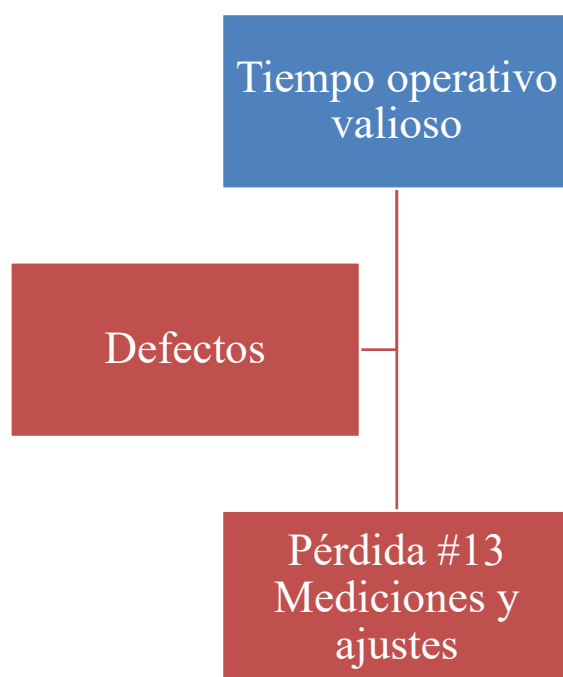 Tiempo operativo
valioso
Defectos
Pérdida #13
Mediciones y
ajustes